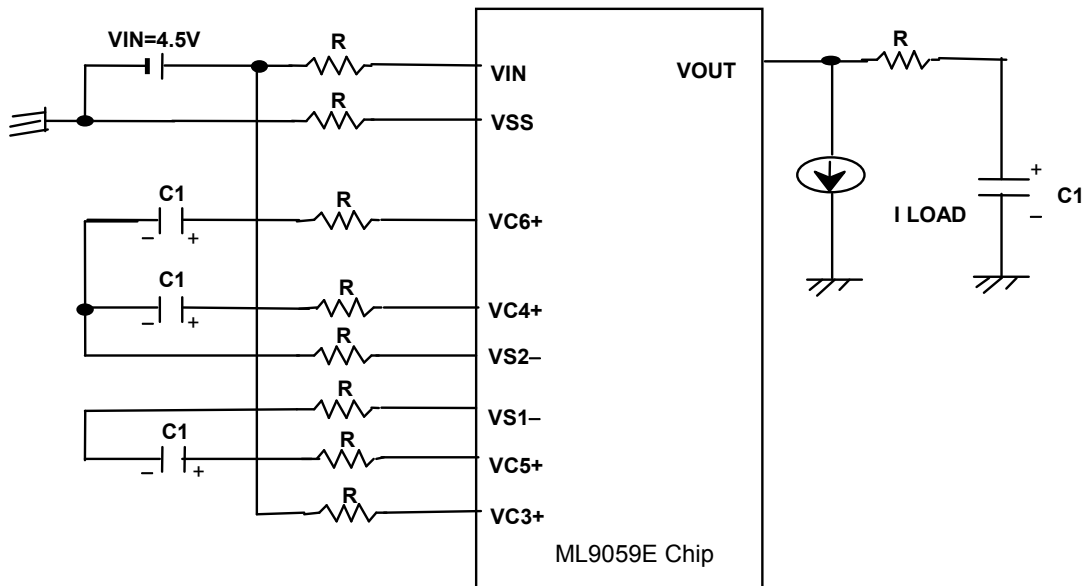 VIN=4.5V
R
VIN
R
VSS
C1
R
– +
VC6+
C1
R
– +
VC4+
R
VS2–
R
VS1–
C1
R
– +
VC5+
R
VC3+
ML9059E Chip
VOUT
R
I LOAD
+
C1
–